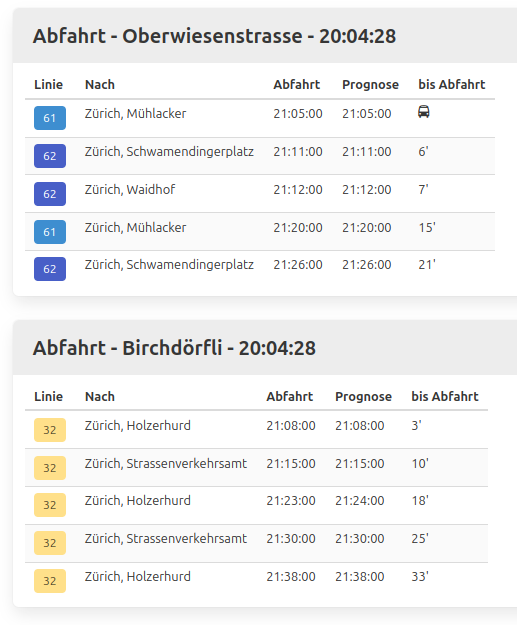 Abfahrt - Oberwiesenstrasse - 20:04:28
Linie Nach Abfahrt Prognose bis Abfahrt
61 Zürich, Mühlacker 21:05:00 21:05:00
62 Zürich, Schwamendingerplatz 21:11:00 21:11:00 6'
62 Zürich, Waidhof 21:12:00 21:12:00 7'
61 Zürich, Mühlacker 21:20:00 21:20:00 15'
62 Zürich, Schwamendingerplatz 21:26:00 21:26:00 21'
Abfahrt - Birchdörfli - 20:04:28
Linie Nach Abfahrt Prognose bis Abfahrt
32 Zürich, Holzerhurd 21:08:00 21:08:00 3'
32 Zürich, Strassenverkehrsamt 21:15:00 21:15:00 10'
32 Zürich, Holzerhurd 21:23:00 21:24:00 18'
32 Zürich, Strassenverkehrsamt 21:30:00 21:30:00 25'
32 Zürich, Holzerhurd 21:38:00 21:38:00 33'